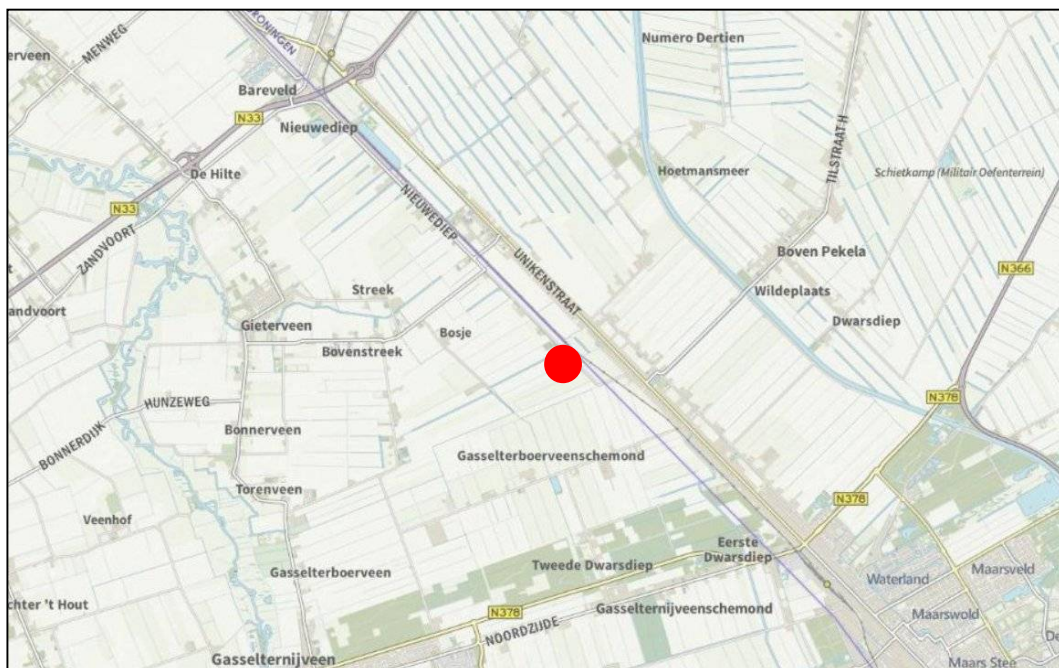 GRONINGEN
MENWEG
erveen
Numero Dertien
Bareveld
N33
Nieuwediep
De Hilte
Hoetmansmeer
TILSTRAAT H
Schietkamp (Militair Oefenterrein)
N33
ZANDVOORT
NIEUWEDIEP
UNIKENSTRAAT
Boven Pekela
N366
andvoort
Streek
Wildeplaats
Gieterveen
Bosje
Dwarsdiep
Bovenstreek
HUNZEWEG
N378
BONNERDIJK
Bonnerveen
Gasselterboerveenschemond
Torenveen
N378
Veenhof
Eerste
Dwarsdiep
Tweede Dwarsdiep
Gasselterboerveen
Waterland
Maarsveld
chter 't Hout
N378
Gasselternijveenschemond
Maarswold
NOORDZIJDE
De
Gasselternijveen
Maars Stee